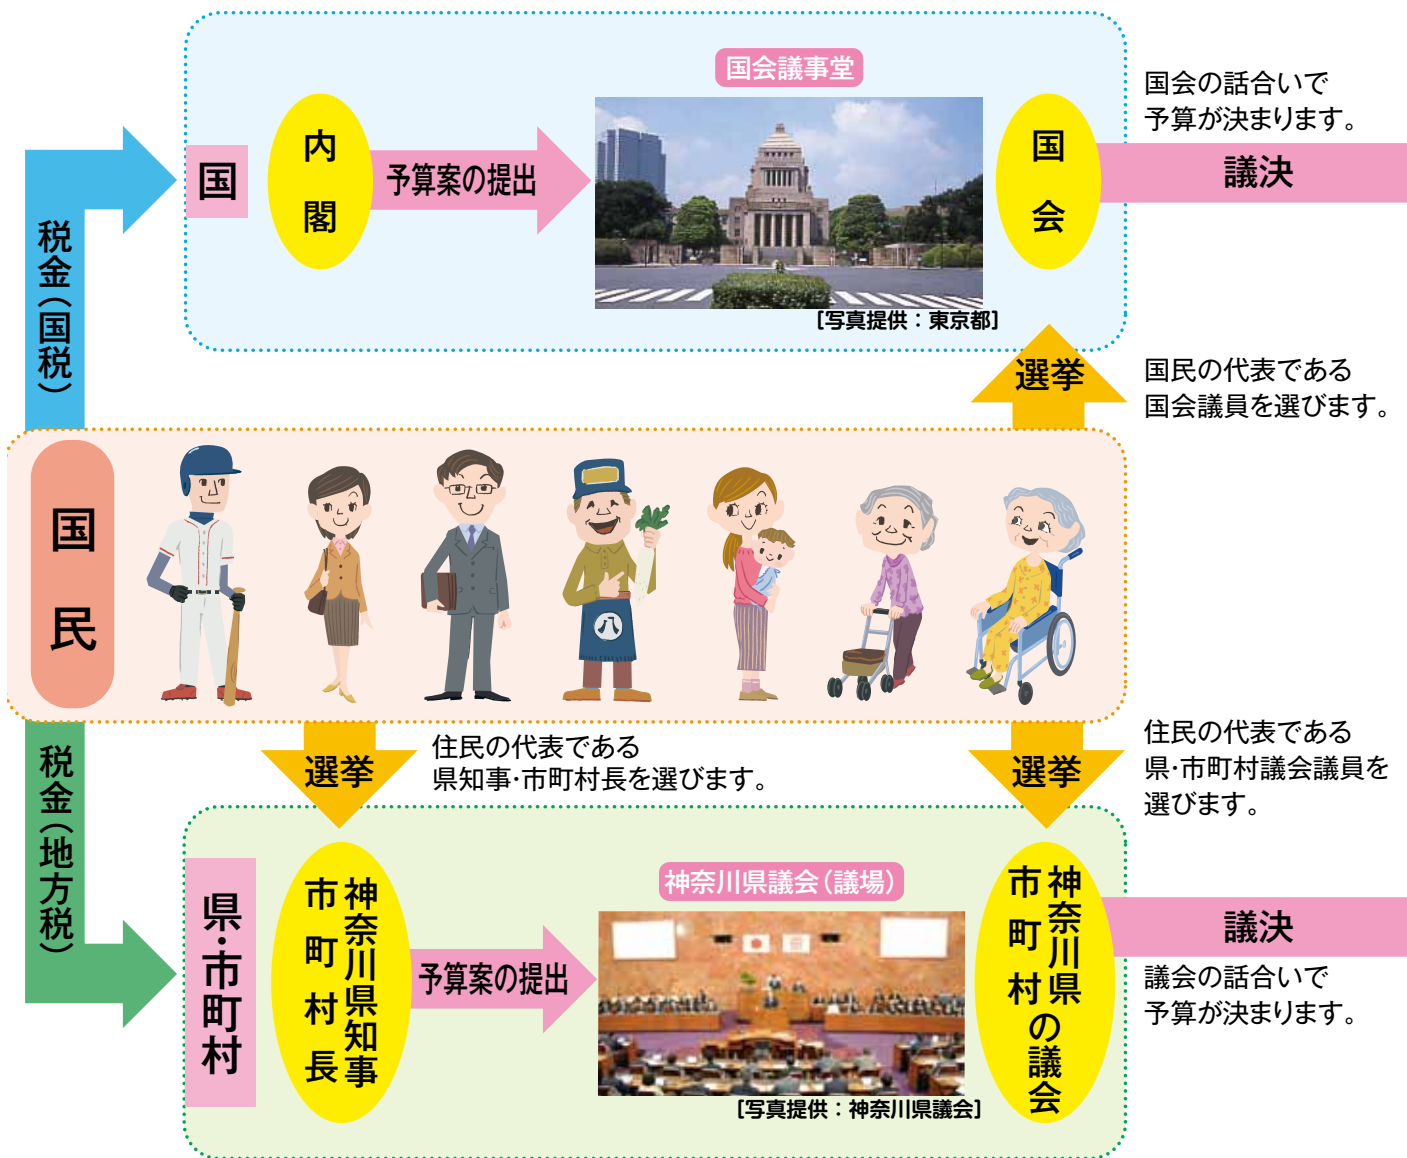 国会議事堂
国会の話合いで
予算が決まります。
国
内閣
予算案の提出
国会
議決
税金(国税)
[写真提供:東京都]
選挙
国民の代表である
国会議員を選びます。
国民
八
税金(地方税)
選挙
住民の代表である
県知事・市町村長を選びます。
選挙
住民の代表である
県・市町村議会議員を
選びます。
県・市町村
神奈川県知事
市町村長
予算案の提出
神奈川県議会(議場)
神奈川県
市町村の議会
議決
議会の話合いで
予算が決まります。
[写真提供:神奈川県議会]